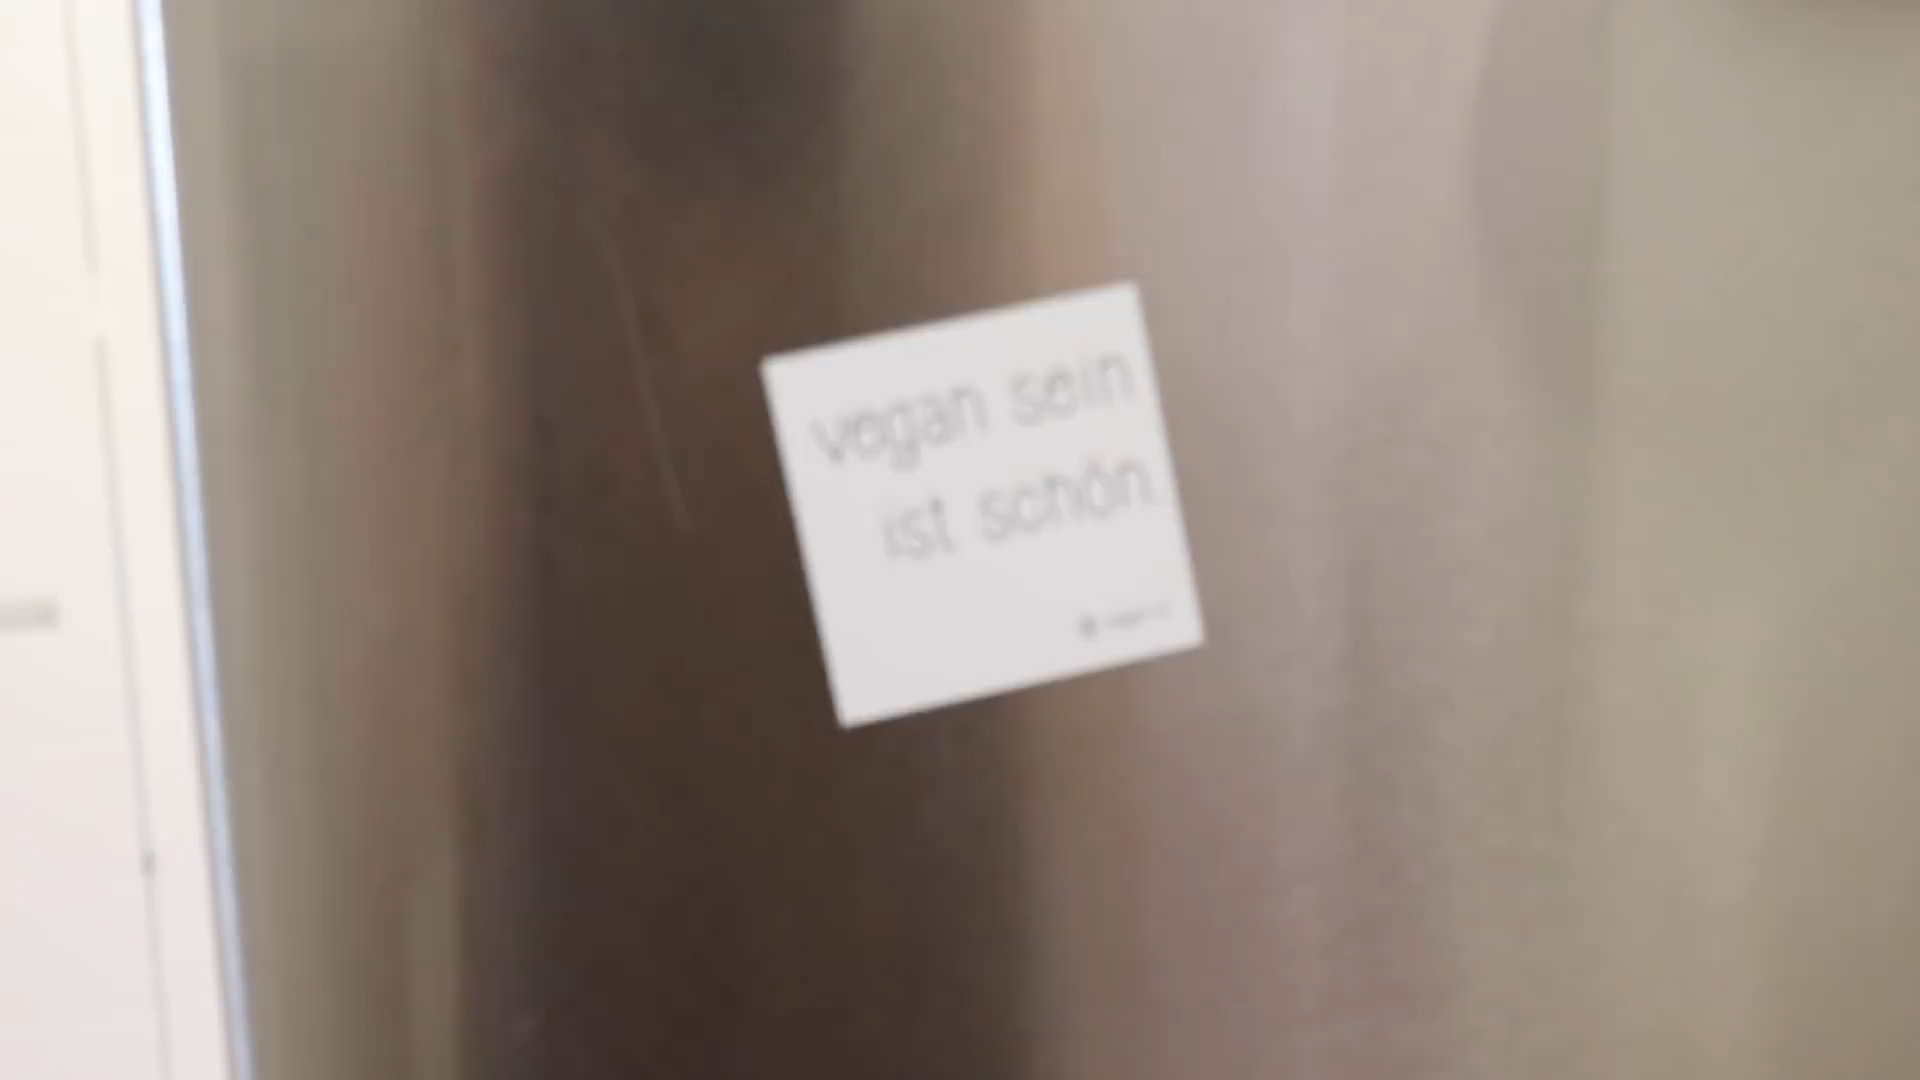 vegan sein
ist schön.